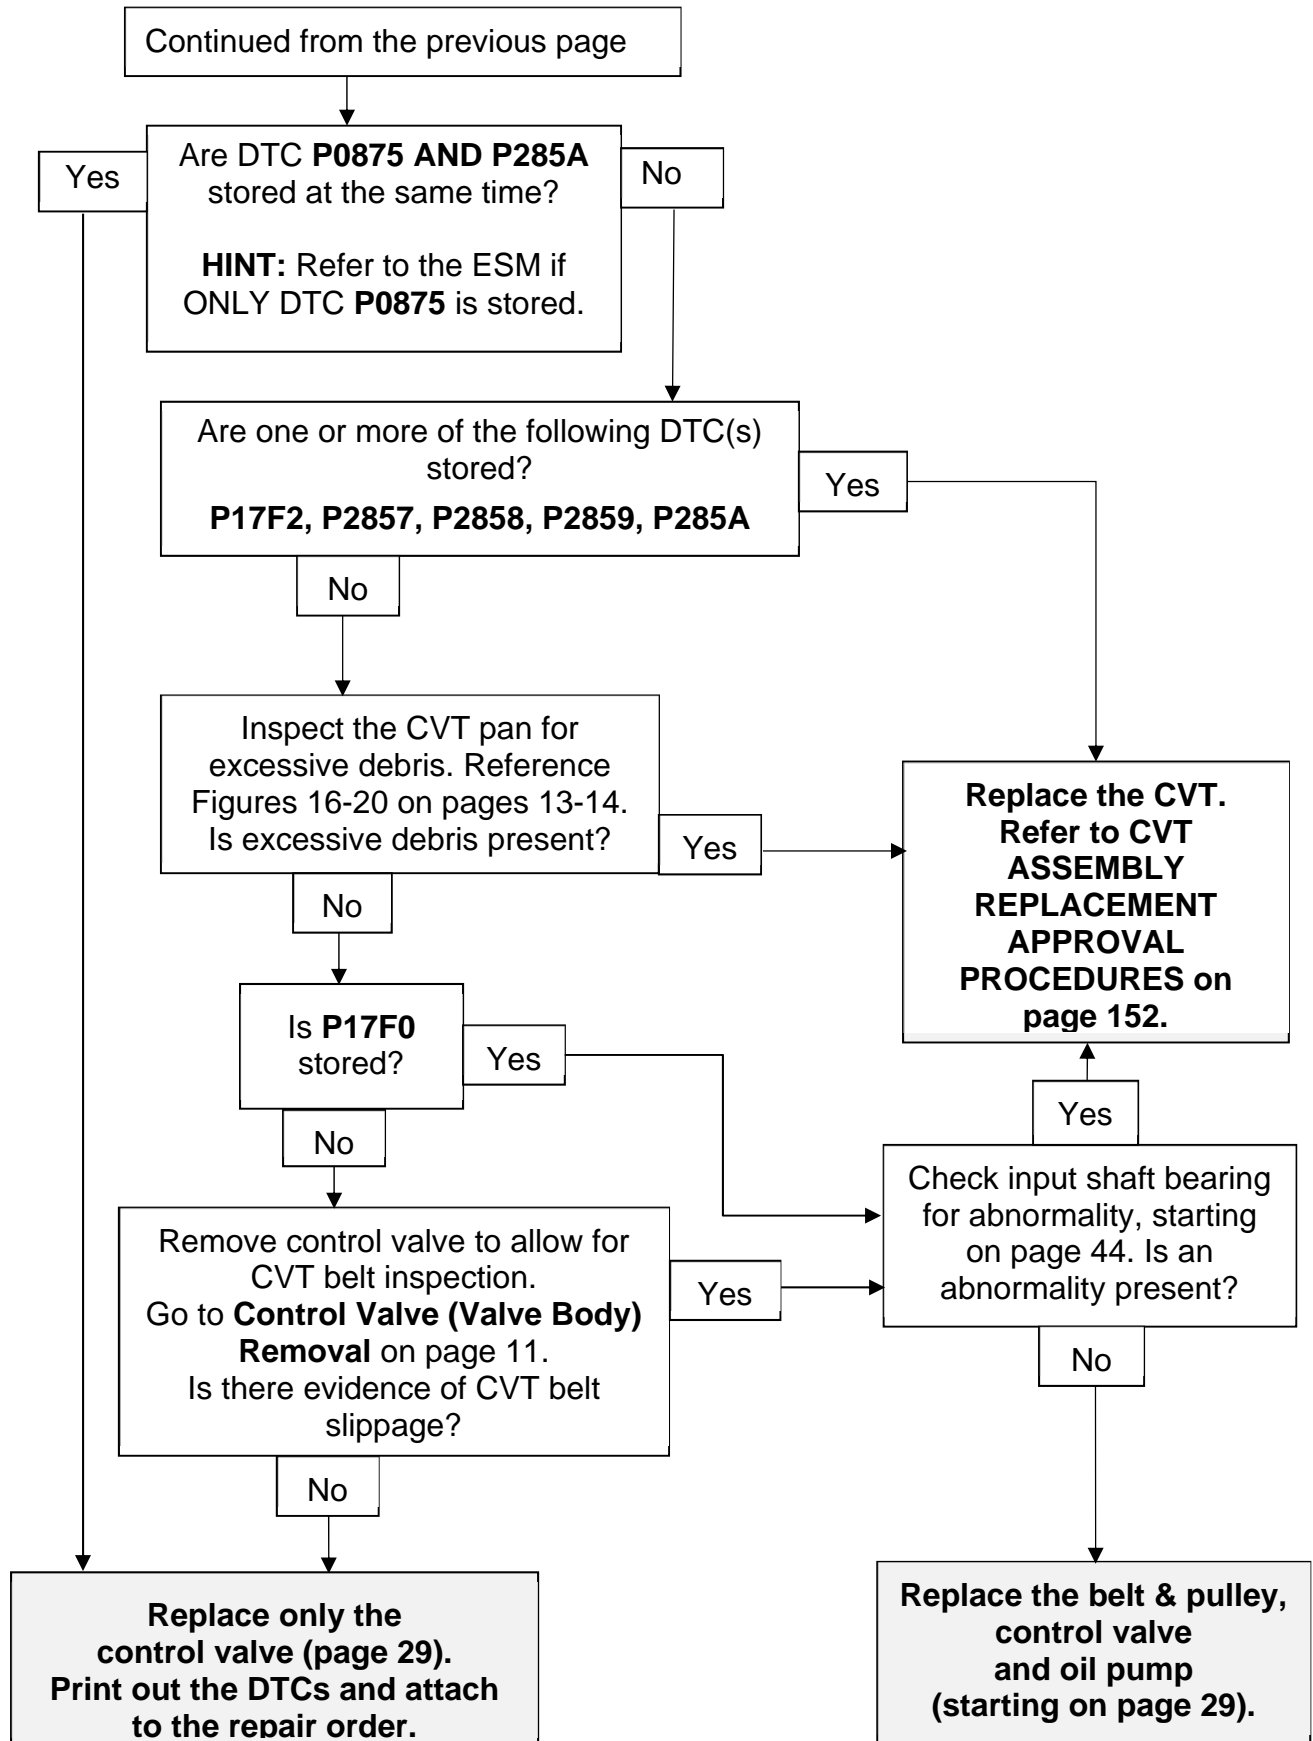 Continued from the previous page
Are DTC P0875 AND P285A
stored at the same time?
HINT: Refer to the ESM if
ONLY DTC P0875 is stored.
Yes
No
Are one or more of the following DTC(s)
stored?
P17F2, P2857, P2858, P2859, P285A
Yes
No
Inspect the CVT pan for
excessive debris. Reference
Figures 16-20 on pages 13-14.
Is excessive debris present?
Yes
No
Replace the CVT.
Refer to CVT
ASSEMBLY
REPLACEMENT
APPROVAL
PROCEDURES on
page 152.
Is P17F0
stored?
Yes
No
Yes
Check input shaft bearing
for abnormality, starting
on page 44. Is an
abnormality present?
No
Remove control valve to allow for
CVT belt inspection.
Go to Control Valve (Valve Body)
Removal on page 11.
Is there evidence of CVT belt
slippage?
Yes
No
Replace only the
control valve (page 29).
Print out the DTCs and attach
to the repair order.
Replace the belt & pulley,
control valve
and oil pump
(starting on page 29).